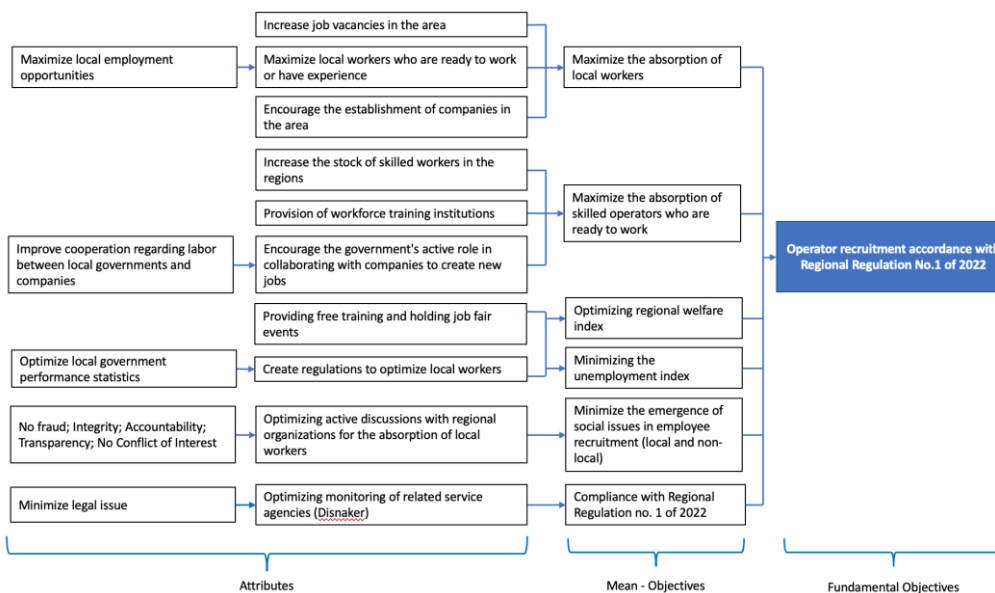 Increase job vacancies in the area
Maximize local employment
opportunities
Maximize local workers who are ready to work
or have experience
Maximize the absorption of
local workers
Encourage the establishment of companies in
the area
Increase the stock of skilled workers in the
regions
Provision of workforce training institutions
Maximize the absorption of
skilled operators who are
ready to work
Improve cooperation regarding labor
between local governments and
companies
Encourage the government's active role in
collaborating with companies to create new
jobs
Operator recruitment accordance with
Regional Regulation No.1 of 2022
Providing free training and holding job fair
events
Optimizing regional welfare
index
Optimize local government
performance statistics
Create regulations to optimize local workers
Minimizing the
unemployment index
No fraud; Integrity; Accountability;
Transparency; No Conflict of Interest
Optimizing active discussions with regional
organizations for the absorption of local
workers
Minimize the emergence of
social issues in employee
recruitment (local and non-
local)
Minimize legal issue
Optimizing monitoring of related service
agencies (Disnaker)
Compliance with Regional
Regulation no. 1 of 2022
Attributes
Mean - Objectives
Fundamental Objectives